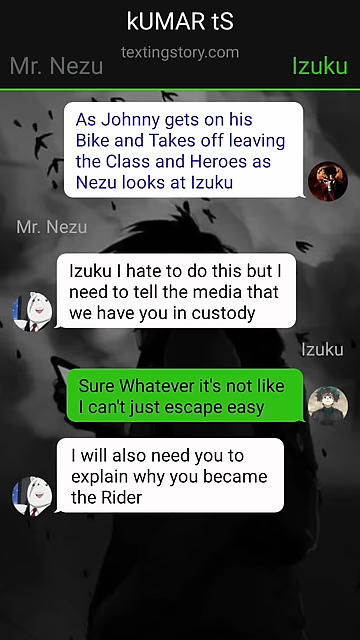 kUMAR tS
textingstory.com
Mr. Nezu
Izuku
As Johnny gets on his
Bike and Takes off leaving
the Class and Heroes as
Nezu looks at Izuku
Mr. Nezu
Izuku I hate to do this but I
need to tell the media that
we have you in custody
Izuku
Sure Whatever it's not like
I can't just escape easy
I will also need you to
explain why you became
the Rider